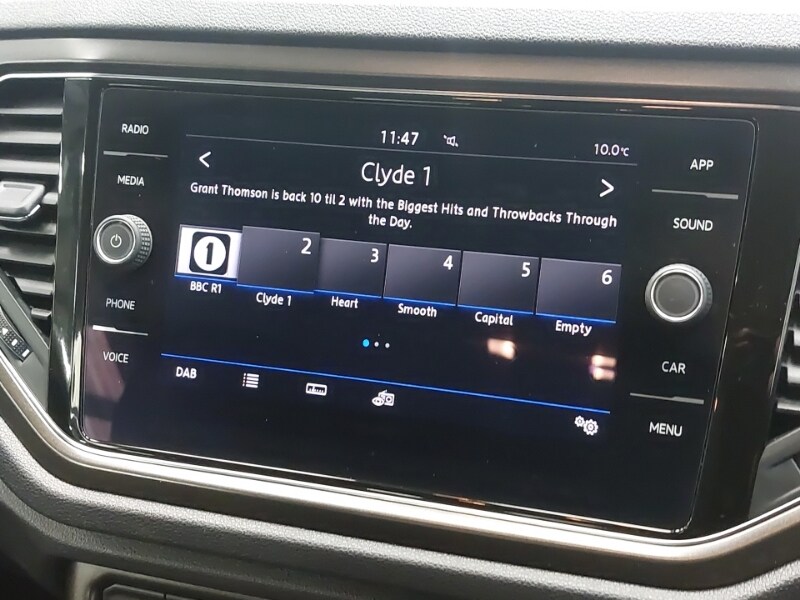 RADIO
MEDIA
PHONE
VOICE
11:47
10.0°C
Clyde 1
Grant Thomson is back 10 til 2 with the Biggest Hits and Throwbacks Through
the Day.
1 2 3 4 5 6
BBC R1 Clyde 1 Heart Smooth Capital Empty
DAB
APP
SOUND
CAR
MENU